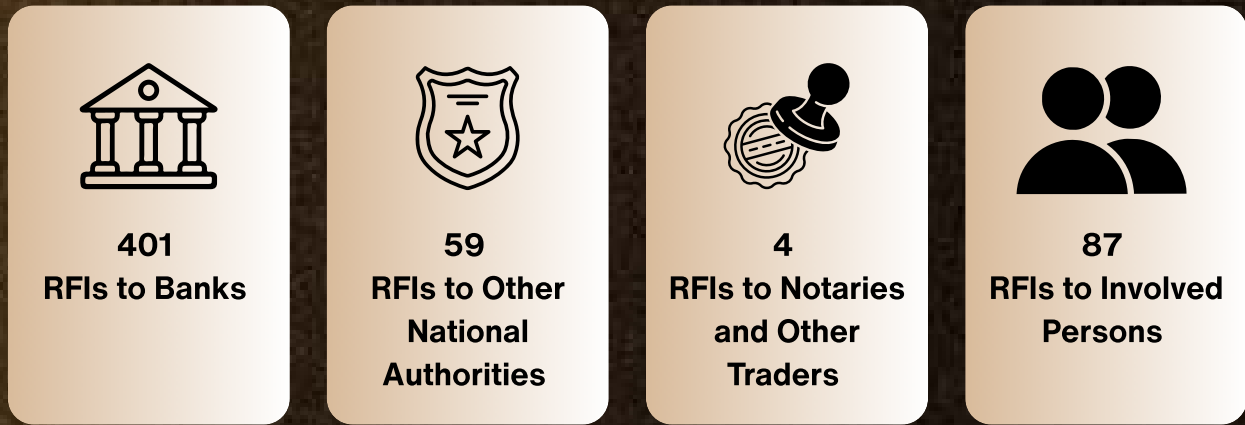 401
RFIs to Banks
59
RFIs to Other
National
Authorities
4
RFIs to Notaries
and Other
Traders
87
RFIs to Involved
Persons